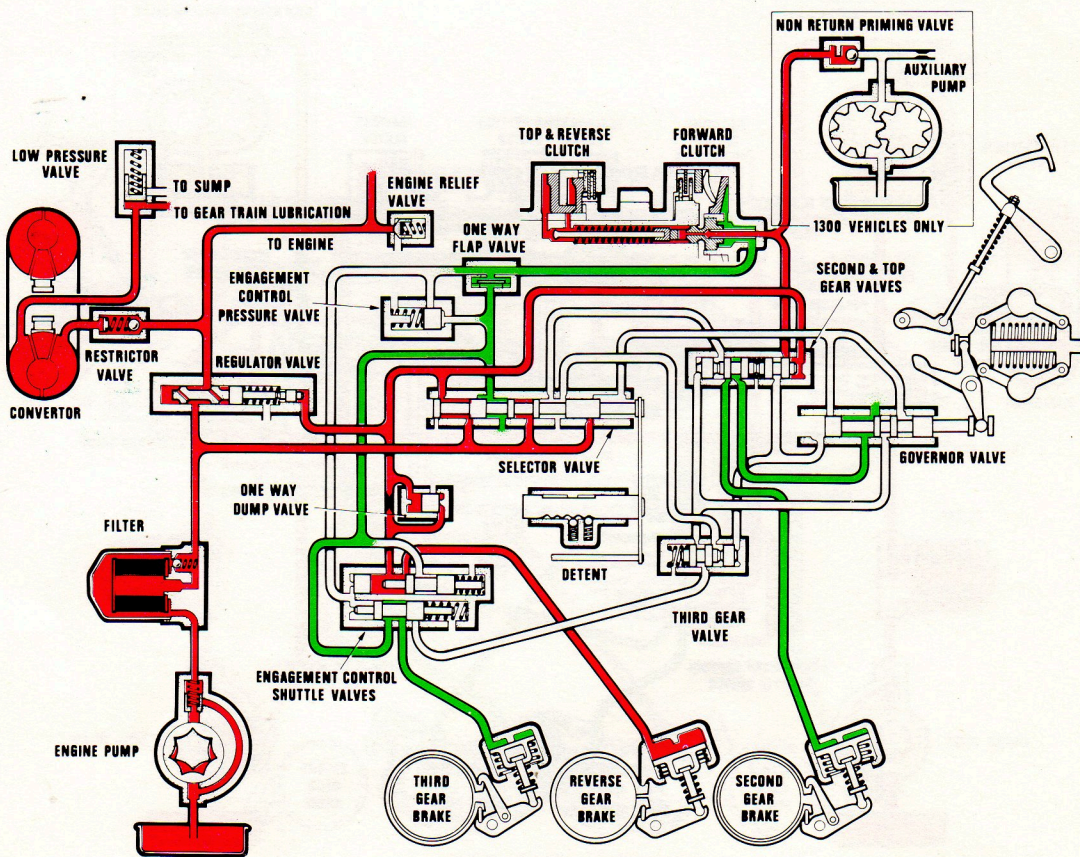 NON RETURN PRIMING VALVE
AUXILIARY
PUMP
1300 VEHICLES ONLY
LOW PRESSURE
VALVE
TO SUMP
TO GEAR TRAIN LUBRICATION
TO ENGINE
ENGINE RELIEF
VALVE
TOP & REVERSE
CLUTCH
FORWARD
CLUTCH
ONE WAY
FLAP VALVE
ENGAGEMENT
CONTROL
PRESSURE VALVE
SECOND & TOP
GEAR VALVES
RESTRICTOR
VALVE
REGULATOR VALVE
CONVERTOR
SELECTOR VALVE
GOVERNOR VALVE
ONE WAY
DUMP VALVE
FILTER
DETENT
THIRD GEAR
VALVE
ENGAGEMENT CONTROL
SHUTTLE VALVES
ENGINE PUMP
THIRD
GEAR
BRAKE
REVERSE
GEAR
BRAKE
SECOND
GEAR
BRAKE